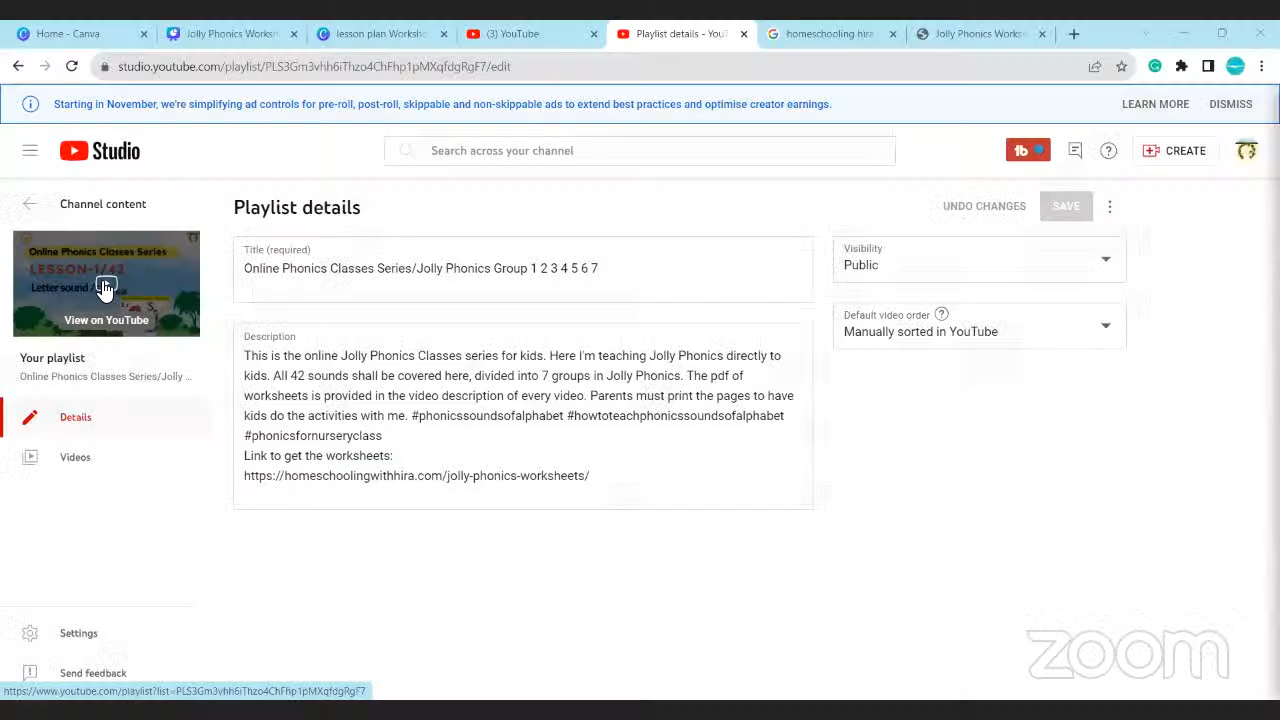 Home - Canva
Jolly Phonics Worksh
lesson plan Worksho
(3) YouTube
Playlist details - YouT
homeschooling hira
Jolly Phonics Works
studio.youtube.com/playlist/PLS3Gm3vhh6iThzo4ChFhp1pMXqfdgRgF7/edit
Starting in November, we're simplifying ad controls for pre-roll, post-roll, skippable and non-skippable ads to extend best practices and optimise creator earnings.
LEARN MORE
DISMISS
Studio
Search across your channel
tb
CREATE
Channel content
Playlist details
UNDO CHANGES
SAVE
Online Phonics Classes Series
LESSON-1/42
Letter sound /
View on YouTube
Your playlist
Online Phonics Classes Series/Jolly ...
Details
Videos
Title (required)
Online Phonics Classes Series/Jolly Phonics Group 1 2 3 4 5 6 7
Description
This is the online Jolly Phonics Classes series for kids. Here I'm teaching Jolly Phonics directly to
kids. All 42 sounds shall be covered here, divided into 7 groups in Jolly Phonics. The pdf of
worksheets is provided in the video description of every video. Parents must print the pages to have
kids do the activities with me. #phonicssoundsofalphabet #howtoteachphonicssoundsofalphabet
#phonicsfornurseryclass
Link to get the worksheets:
https://homeschoolingwithhira.com/jolly-phonics-worksheets/
Visibility
Public
Default video order
Manually sorted in YouTube
Settings
Send feedback
https://www.youtube.com/playlist?list=PLS3Gm3vhh6iThzo4ChFhp1pMXqfdgRgF7
zoom